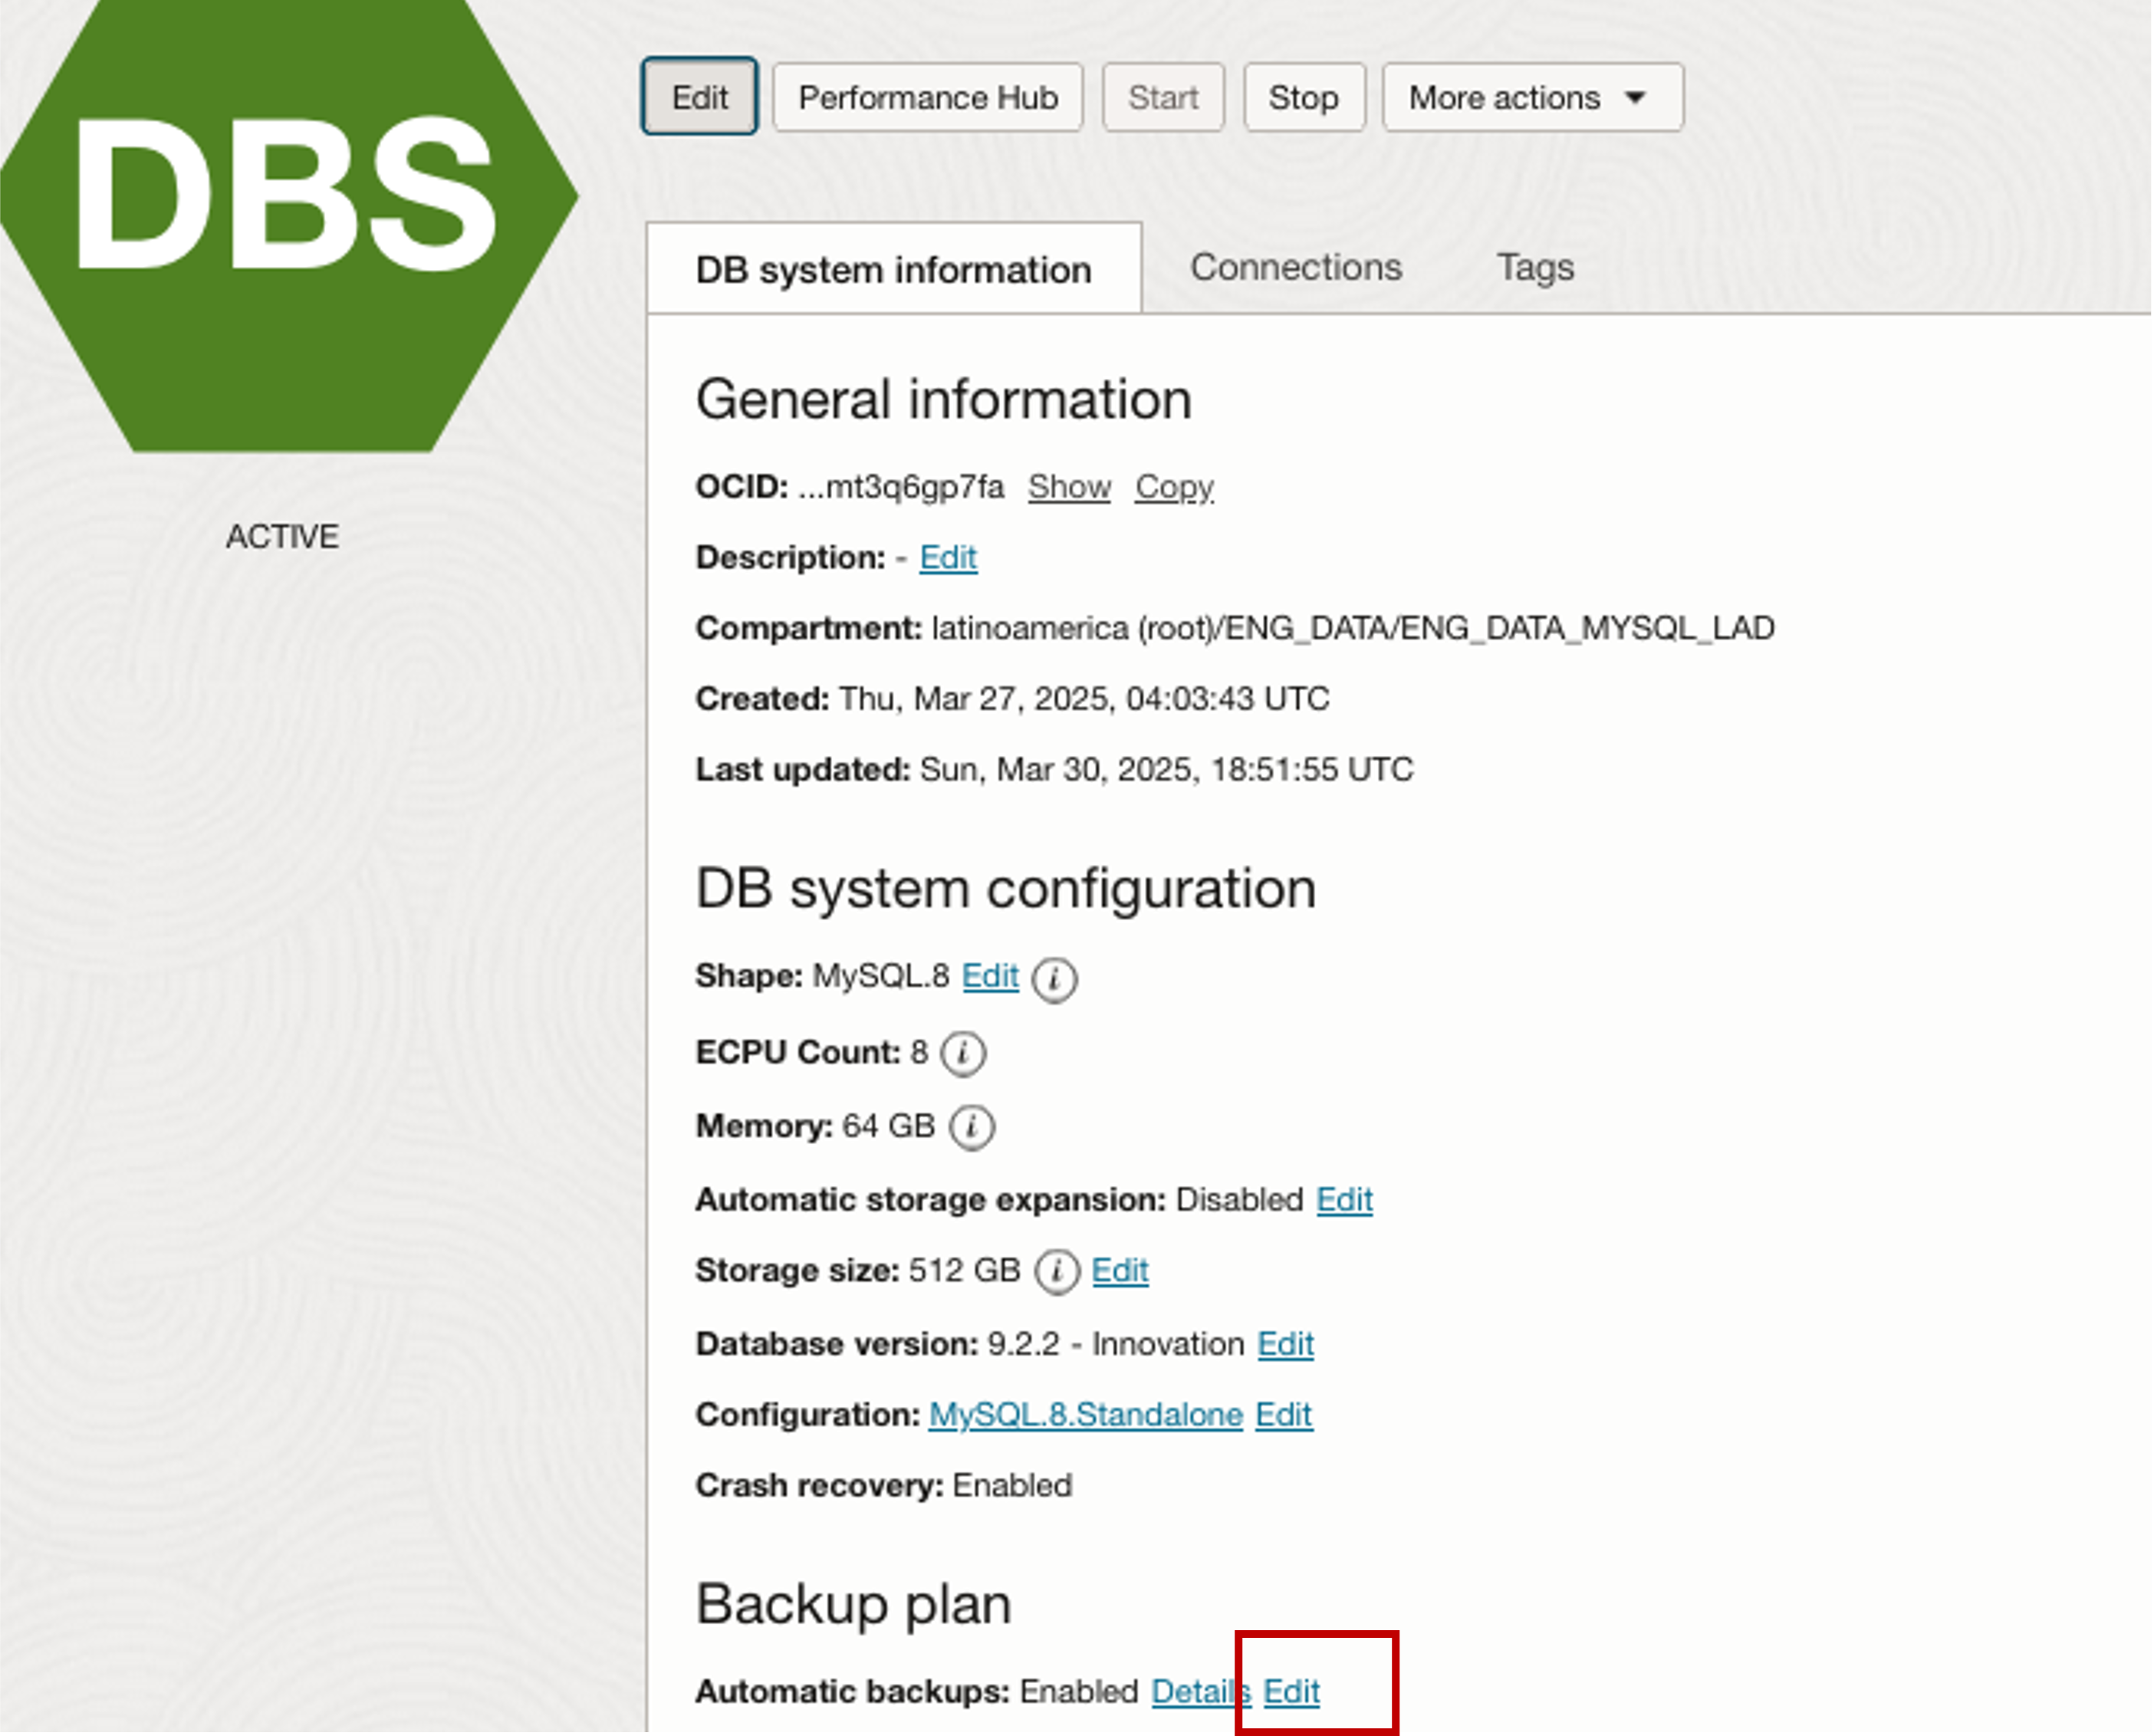 DBS
ACTIVE
Edit Performance Hub Start Stop More actions
DB system information Connections Tags
General information
OCID: ...mt3q6gp7fa Show Copy
Description: - Edit
Compartment: latinoamerica (root)/ENG_DATA/ENG_DATA_MYSQL_LAD
Created: Thu, Mar 27, 2025, 04:03:43 UTC
Last updated: Sun, Mar 30, 2025, 18:51:55 UTC
DB system configuration
Shape: MySQL.8 Edit i
ECPU Count: 8 i
Memory: 64 GB i
Automatic storage expansion: Disabled Edit
Storage size: 512 GB i Edit
Database version: 9.2.2 - Innovation Edit
Configuration: MySQL.8.Standalone Edit
Crash recovery: Enabled
Backup plan
Automatic backups: Enabled Details Edit